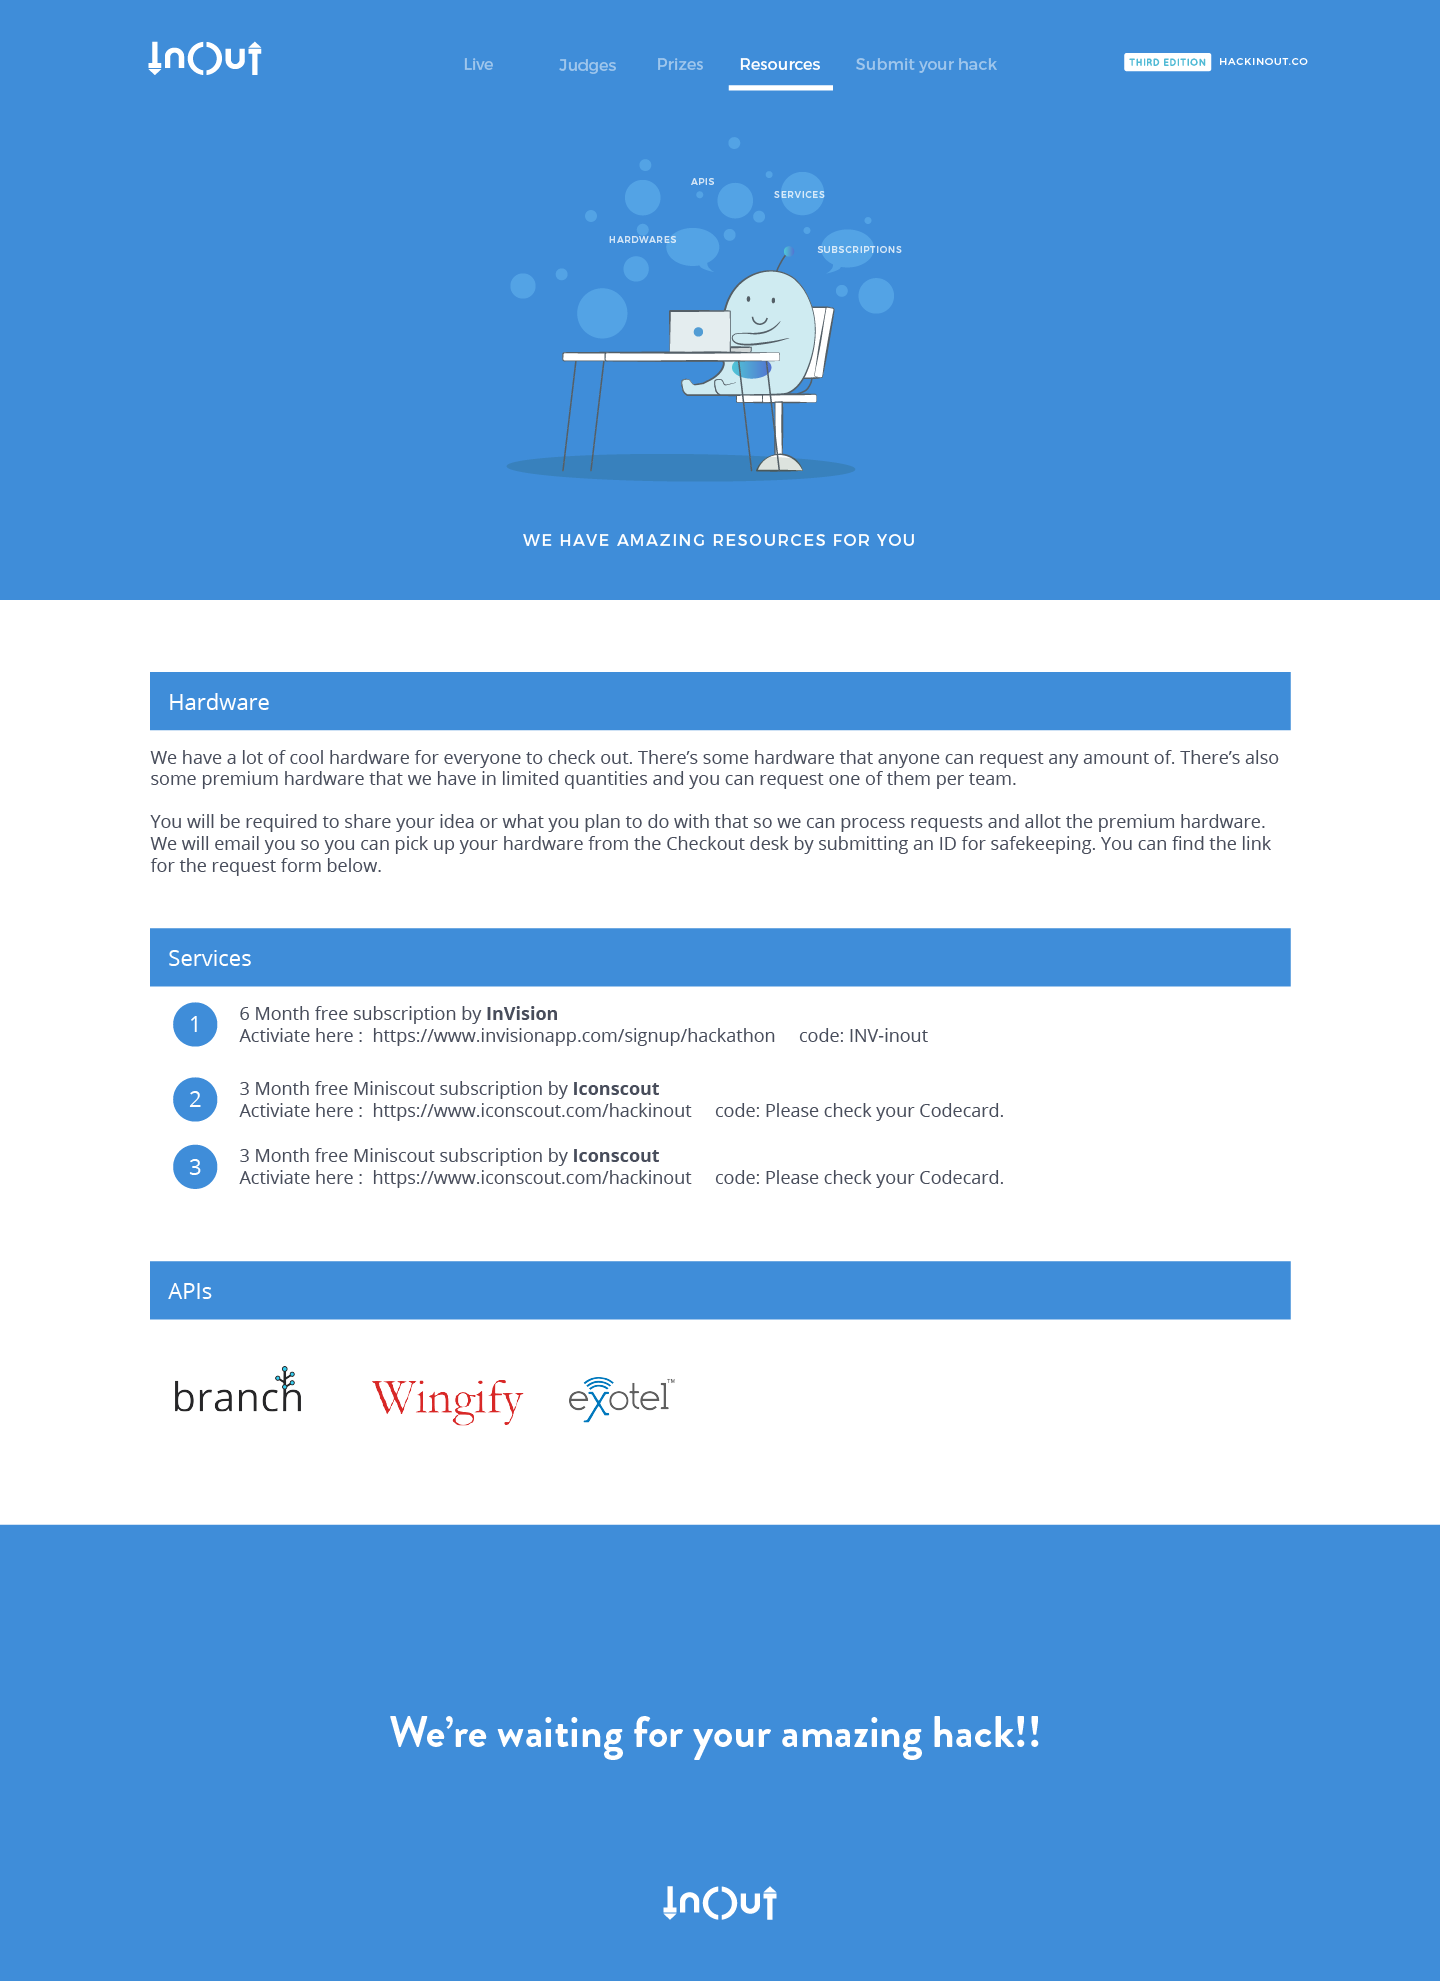 InOut
Live Judges Prizes Resources Submit your hack
THIRD EDITION HACKINOUT.CO
APIS
SERVICES
HARDWARES
SUBSCRIPTIONS
WE HAVE AMAZING RESOURCES FOR YOU
Hardware
We have a lot of cool hardware for everyone to check out. There’s some hardware that anyone can request any amount of. There’s also
some premium hardware that we have in limited quantities and you can request one of them per team.
You will be required to share your idea or what you plan to do with that so we can process requests and allot the premium hardware.
We will email you so you can pick up your hardware from the Checkout desk by submitting an ID for safekeeping. You can find the link
for the request form below.
Services
1
6 Month free subscription by InVision
Activiate here : https://www.invisionapp.com/signup/hackathon code: INV-inout
2
3 Month free Miniscout subscription by Iconscout
Activiate here : https://www.iconscout.com/hackinout code: Please check your Codecard.
3
3 Month free Miniscout subscription by Iconscout
Activiate here : https://www.iconscout.com/hackinout code: Please check your Codecard.
APIs
branch Wingify exotel™
We’re waiting for your amazing hack!!
InOut